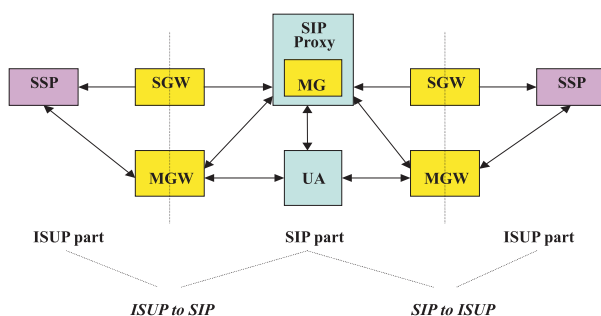 SIP
Proxy
SSP
SGW
MG
SGW
SSP
MGW
UA
MGW
ISUP part
SIP part
ISUP part
ISUP to SIP
SIP to ISUP